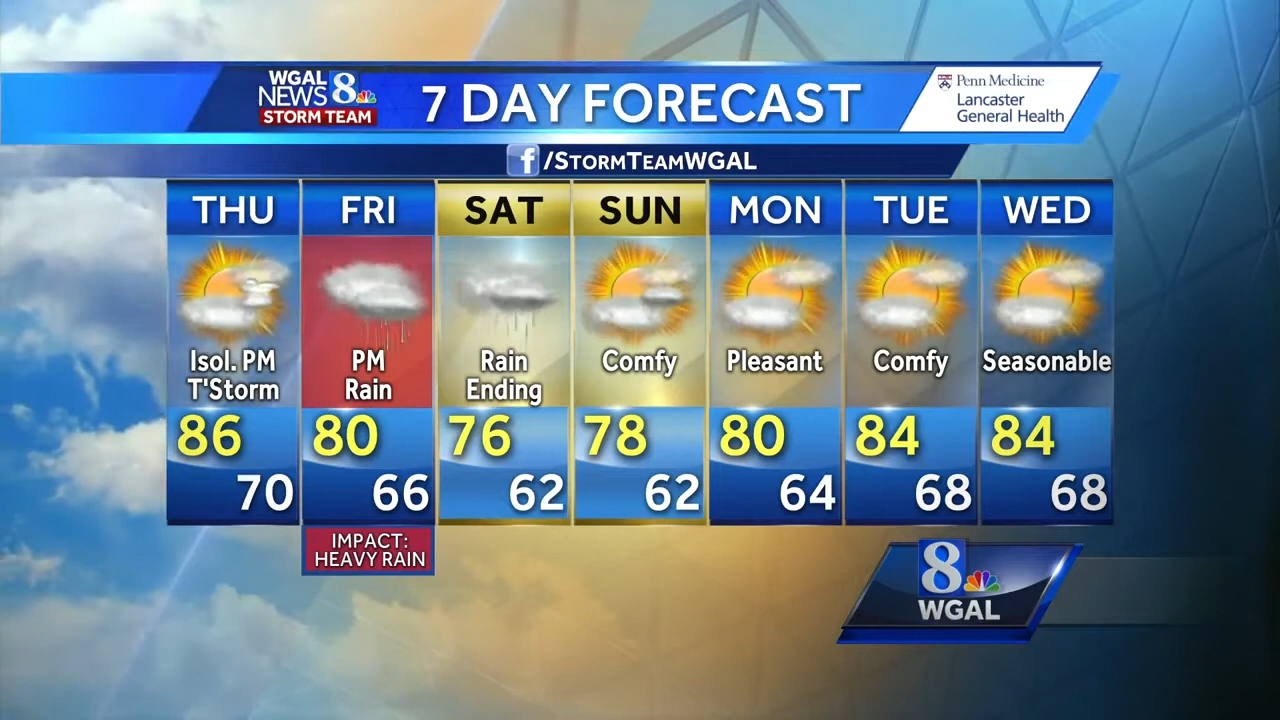 WGAL
NEWS 8
STORM TEAM
7 DAY FORECAST
Penn Medicine
Lancaster
General Health
f /STORMTEAMWGAL
THU FRI SAT SUN MON TUE WED
Isol. PM T'Storm
PM Rain
Rain Ending
Comfy
Pleasant
Comfy
Seasonable
86 80 76 78 80 84 84
70 66 62 62 64 68 68
IMPACT:
HEAVY RAIN
8
WGAL